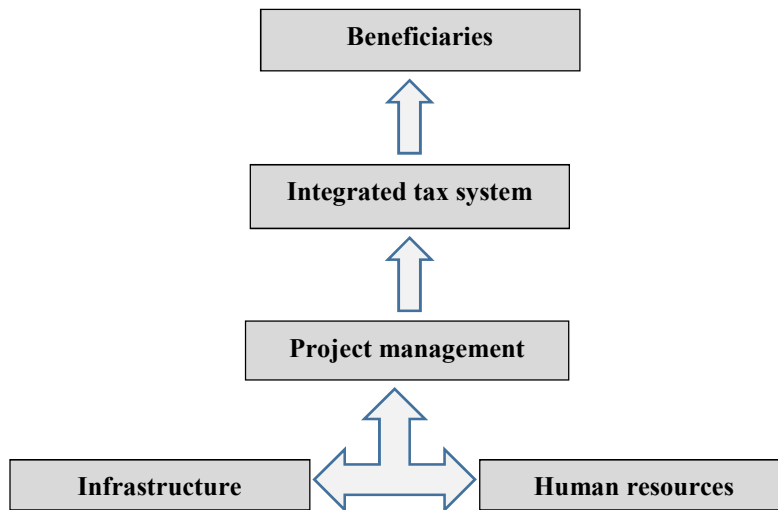 Beneficiaries
Integrated tax system
Project management
Infrastructure
Human resources